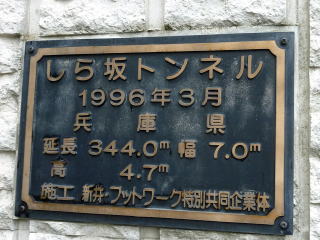 しら坂トンネル
1996年3月
兵庫県
延長 344.0m 幅 7.0m
高 4.7m
施工 新井・フットワーク特別共同企業体